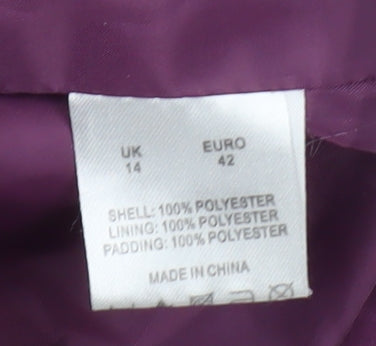 UK EURO
14 42
SHELL: 100% POLYESTER
LINING: 100% POLYESTER
PADDING: 100% POLYESTER
MADE IN CHINA